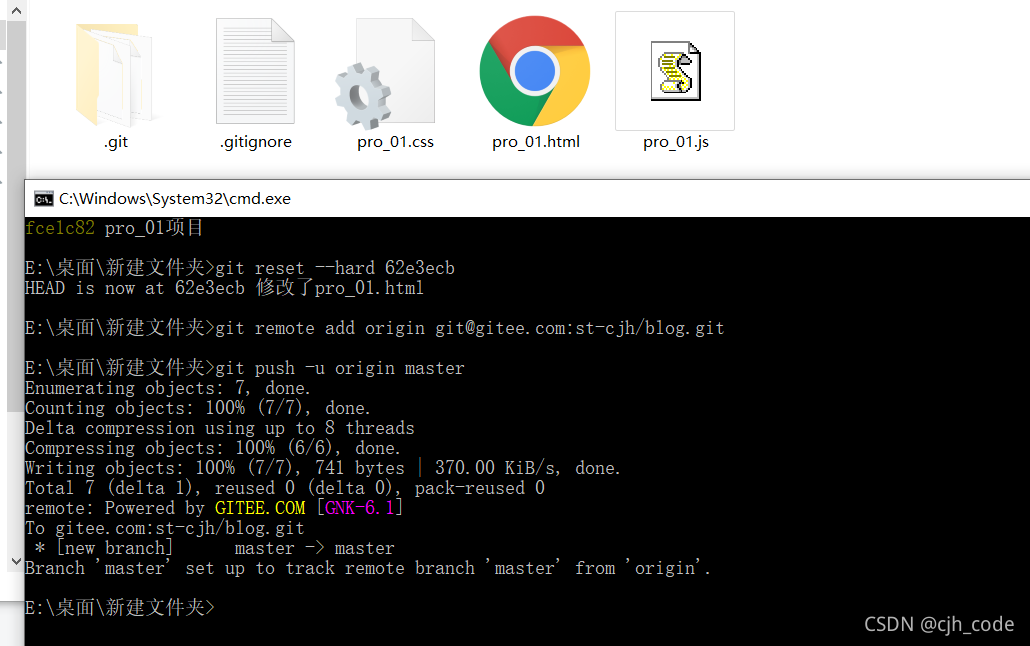 .git
.gitignore
pro_01.css
pro_01.html
pro_01.js
C:\Windows\System32\cmd.exe
fce1c82 pro_01项目
E:\桌面\新建文件夹>git reset --hard 62e3ecb
HEAD is now at 62e3ecb 修改了pro_01.html
E:\桌面\新建文件夹>git remote add origin git@gitee.com:st-cjh/blog.git
E:\桌面\新建文件夹>git push -u origin master
Enumerating objects: 7, done.
Counting objects: 100% (7/7), done.
Delta compression using up to 8 threads
Compressing objects: 100% (6/6), done.
Writing objects: 100% (7/7), 741 bytes | 370.00 KiB/s, done.
Total 7 (delta 1), reused 0 (delta 0), pack-reused 0
remote: Powered by GITEE.COM [GNK-6.1]
To gitee.com:st-cjh/blog.git
 * [new branch]      master -> master
Branch 'master' set up to track remote branch 'master' from 'origin'.
E:\桌面\新建文件夹>
CSDN @cjh_code